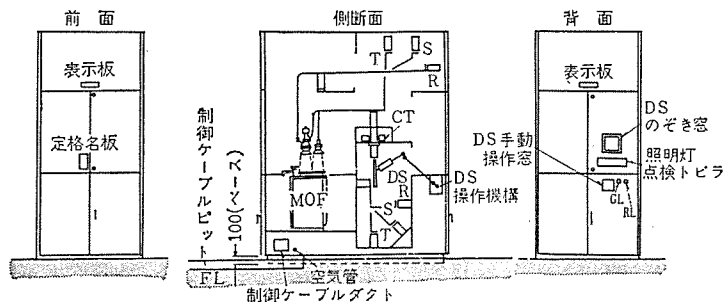 前面
表示板
定格名板
側断面
T
S
R
CT
MOF
DS
R
S
T
DS
操作機構
制御ケーブルピット
100(ベース)
FL
空気管
制御ケーブルダクト
背面
表示板
DS
のぞき窓
DS手動
操作窓
照明灯
点検トビラ
GL
RL